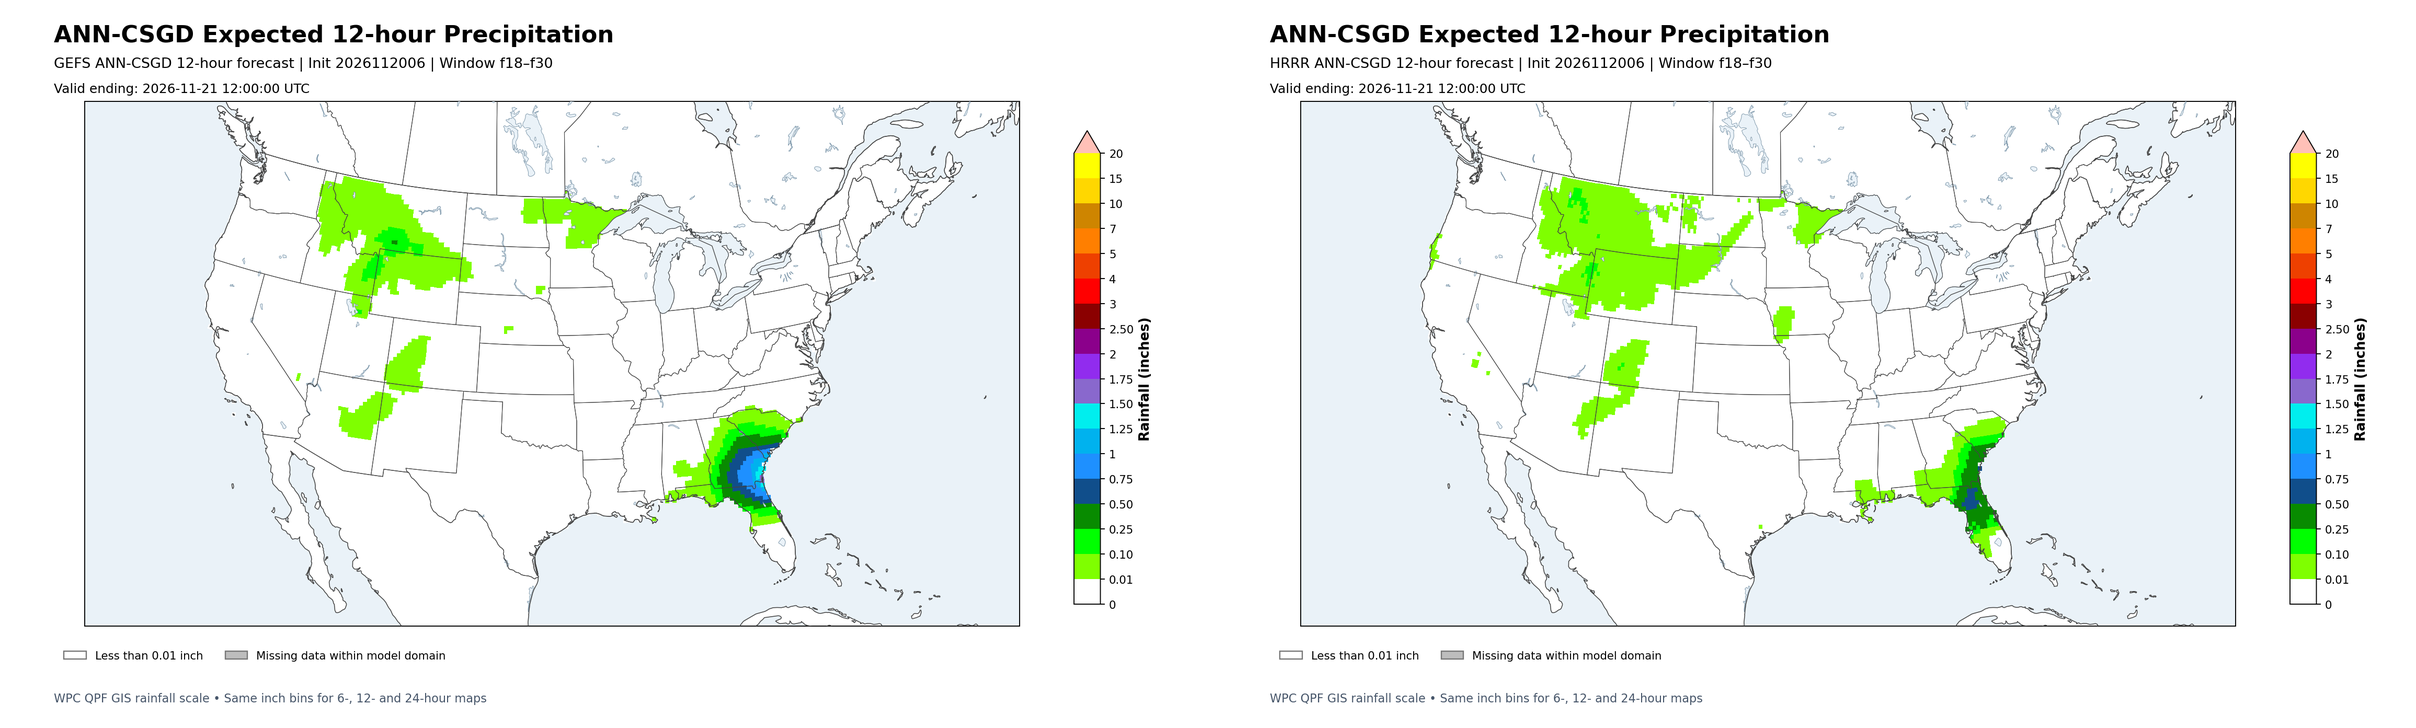 ANN-CSGD Expected 12-hour Precipitation
GEFS ANN-CSGD 12-hour forecast | Init 2026112006 | Window f18–f30
Valid ending: 2026-11-21 12:00:00 UTC
20
15
10
7
5
4
3
2.50
2
1.75
1.50
1.25
1
0.75
0.50
0.25
0.10
0.01
0
Rainfall (inches)
Less than 0.01 inch
Missing data within model domain
WPC QPF GIS rainfall scale • Same inch bins for 6-, 12- and 24-hour maps
ANN-CSGD Expected 12-hour Precipitation
HRRR ANN-CSGD 12-hour forecast | Init 2026112006 | Window f18–f30
Valid ending: 2026-11-21 12:00:00 UTC
20
15
10
7
5
4
3
2.50
2
1.75
1.50
1.25
1
0.75
0.50
0.25
0.10
0.01
0
Rainfall (inches)
Less than 0.01 inch
Missing data within model domain
WPC QPF GIS rainfall scale • Same inch bins for 6-, 12- and 24-hour maps